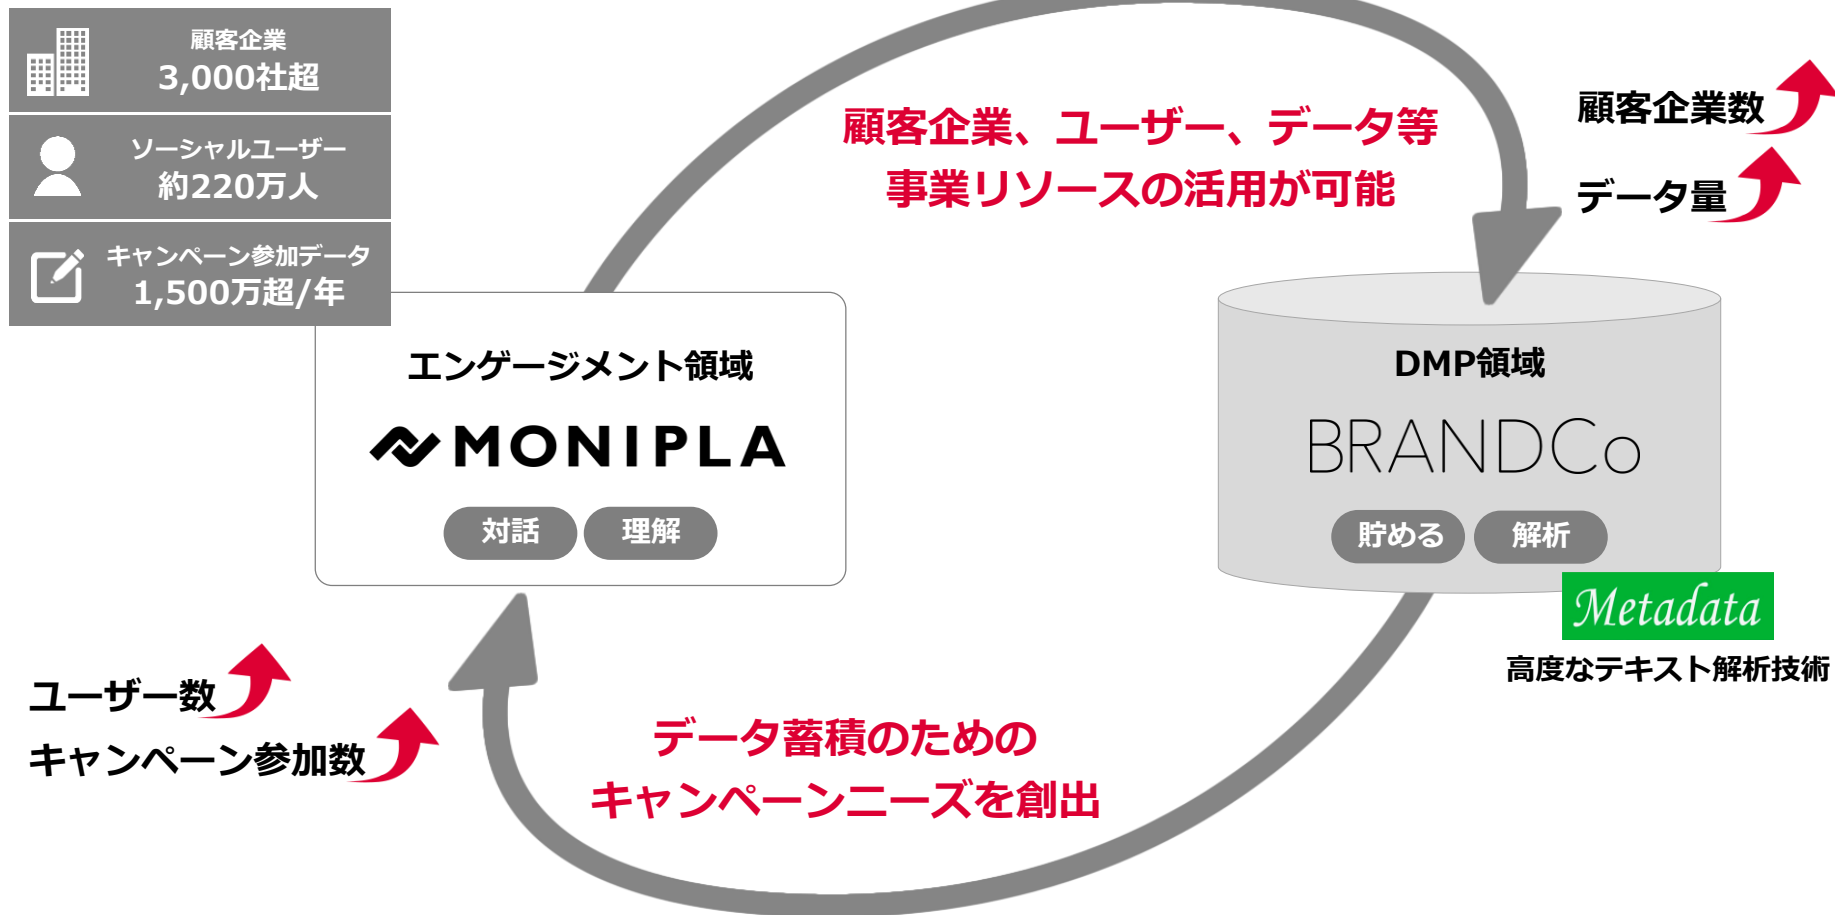 顧客企業
3,000社超
ソーシャルユーザー
約220万人
キャンペーン参加データ
1,500万超/年
顧客企業、ユーザー、データ等
事業リソースの活用が可能
顧客企業数
データ量
エンゲージメント領域
MONIPLA
対話 理解
DMP領域
BRANDCo
貯める 解析
Metadata
高度なテキスト解析技術
ユーザー数
キャンペーン参加数
データ蓄積のための
キャンペーンニーズを創出